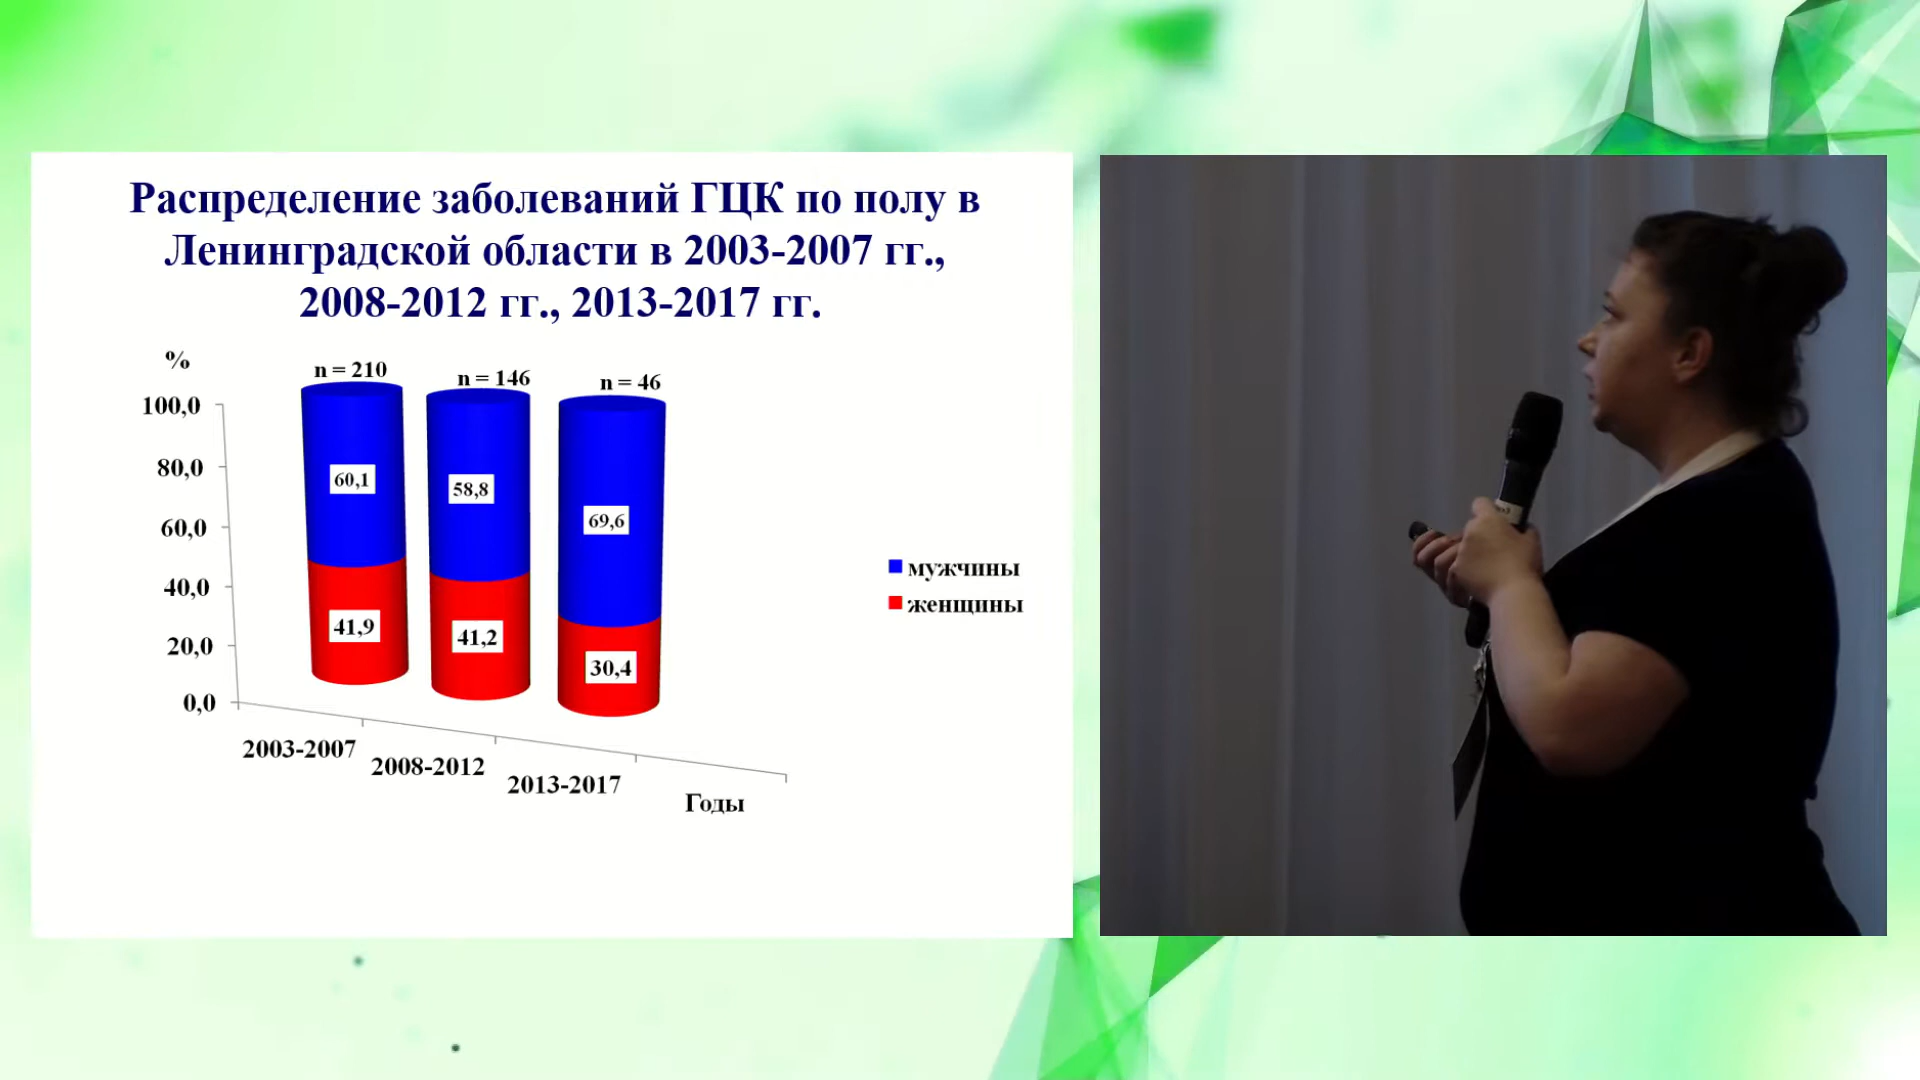 Распределение заболеваний ГЦК по полу в
Ленинградской области в 2003-2007 гг.,
2008-2012 гг., 2013-2017 гг.
%
n = 210
n = 146
n = 46
100,0
80,0
60,0
40,0
20,0
0,0
60,1
58,8
69,6
41,9
41,2
30,4
мужчины
женщины
2003-2007
2008-2012
2013-2017
Годы